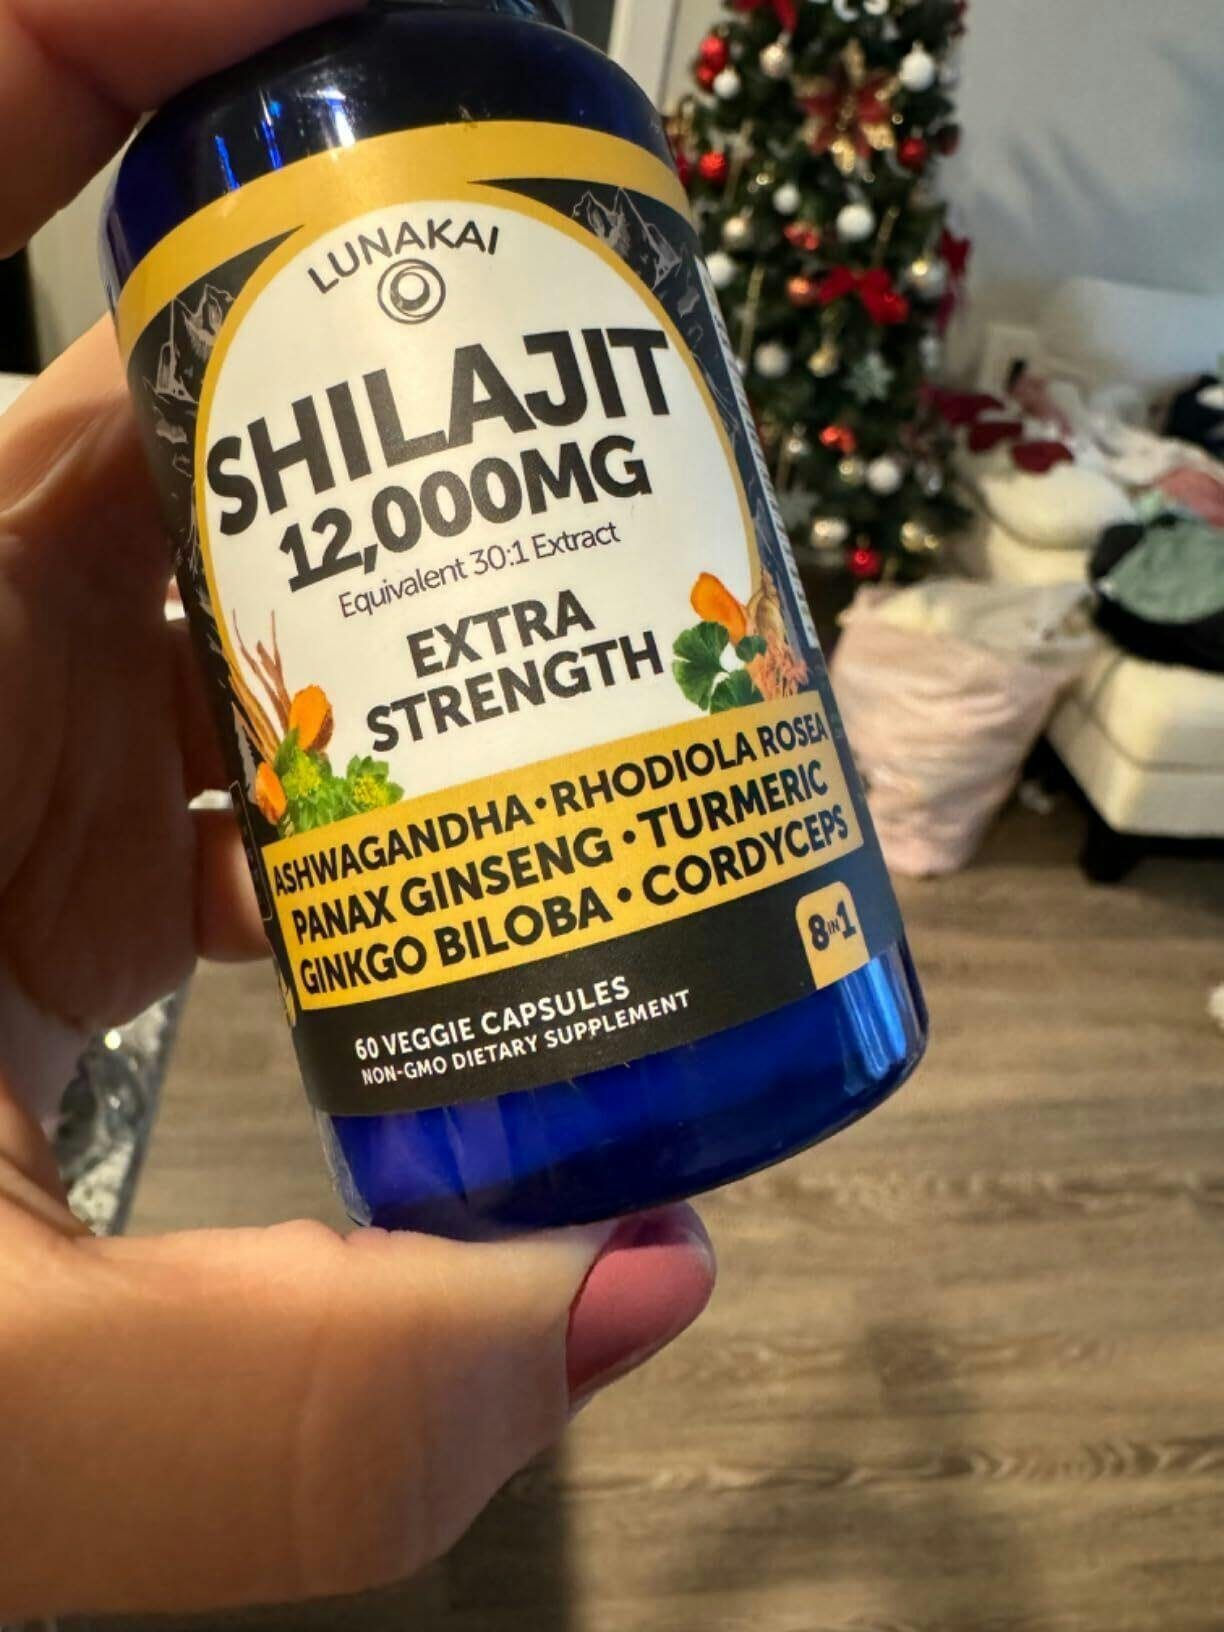 LUNAKAI
SHILAJIT
12,000MG
Equivalent 30:1 Extract
EXTRA
STRENGTH
ASHWAGANDHA • RHODIOLA ROSEA
PANAX GINSENG • TURMERIC
GINKGO BILOBA • CORDYCEPS
8 IN 1
60 VEGGIE CAPSULES
NON-GMO DIETARY SUPPLEMENT